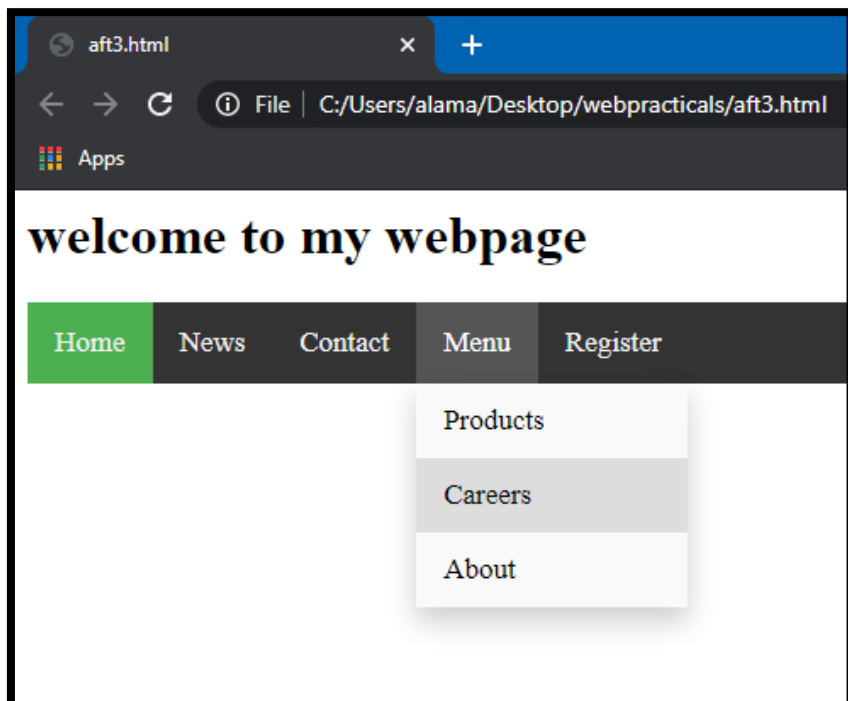 aft3.html
File C:/Users/alama/Desktop/webpracticals/aft3.html
Apps
welcome to my webpage
Home News Contact Menu Register
Products
Careers
About